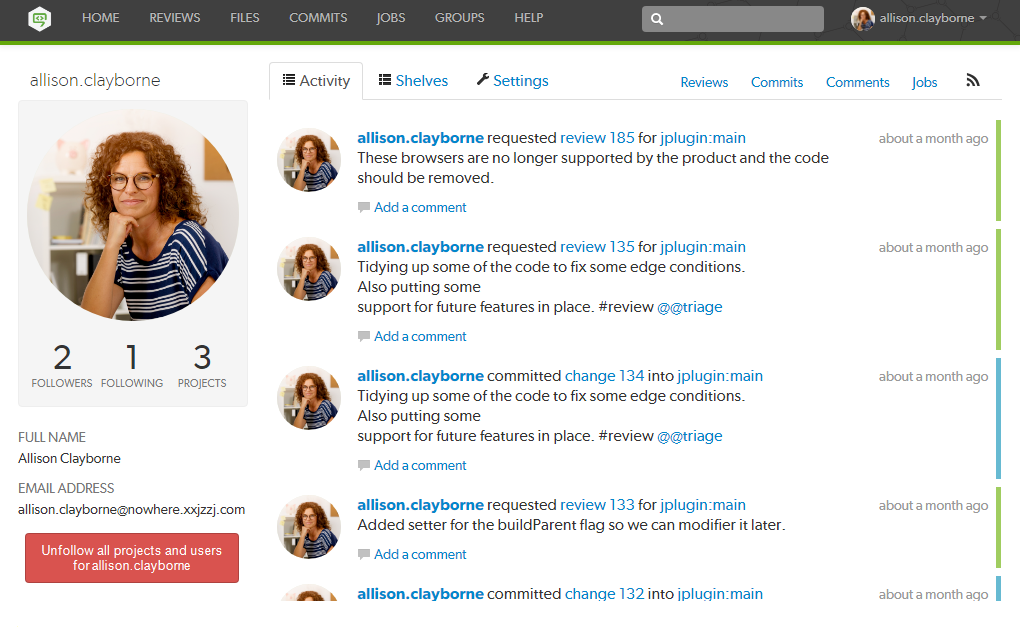 HOME REVIEWS FILES COMMITS JOBS GROUPS HELP allison.clayborne
allison.clayborne
Activity Shelves Settings Reviews Commits Comments Jobs
2 1 3
FOLLOWERS FOLLOWING PROJECTS
FULL NAME
Allison Clayborne
EMAIL ADDRESS
allison.clayborne@nowhere.xxjzzj.com
Unfollow all projects and users
for allison.clayborne
allison.clayborne requested review 185 for jplugin:main about a month ago
These browsers are no longer supported by the product and the code
should be removed.
Add a comment
allison.clayborne requested review 135 for jplugin:main about a month ago
Tidying up some of the code to fix some edge conditions.
Also putting some
support for future features in place. #review @@triage
Add a comment
allison.clayborne committed change 134 into jplugin:main about a month ago
Tidying up some of the code to fix some edge conditions.
Also putting some
support for future features in place. #review @@triage
Add a comment
allison.clayborne requested review 133 for jplugin:main about a month ago
Added setter for the buildParent flag so we can modifier it later.
Add a comment
allison.clayborne committed change 132 into jplugin:main about a month ago